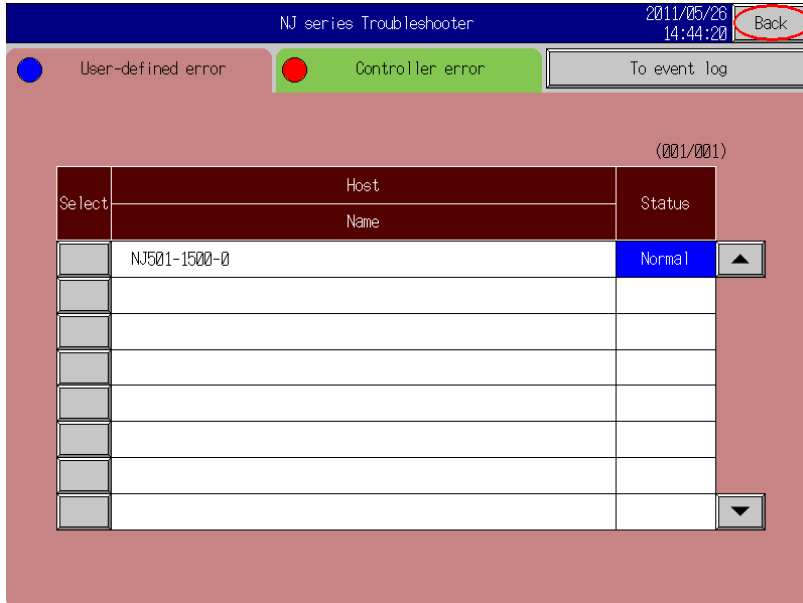 NJ series Troubleshooter
2011/05/26
14:44:20
Back
User-defined error
Controller error
To event log
(001/001)
Select
Host
Name
Status
NJ501-1500-0
Normal